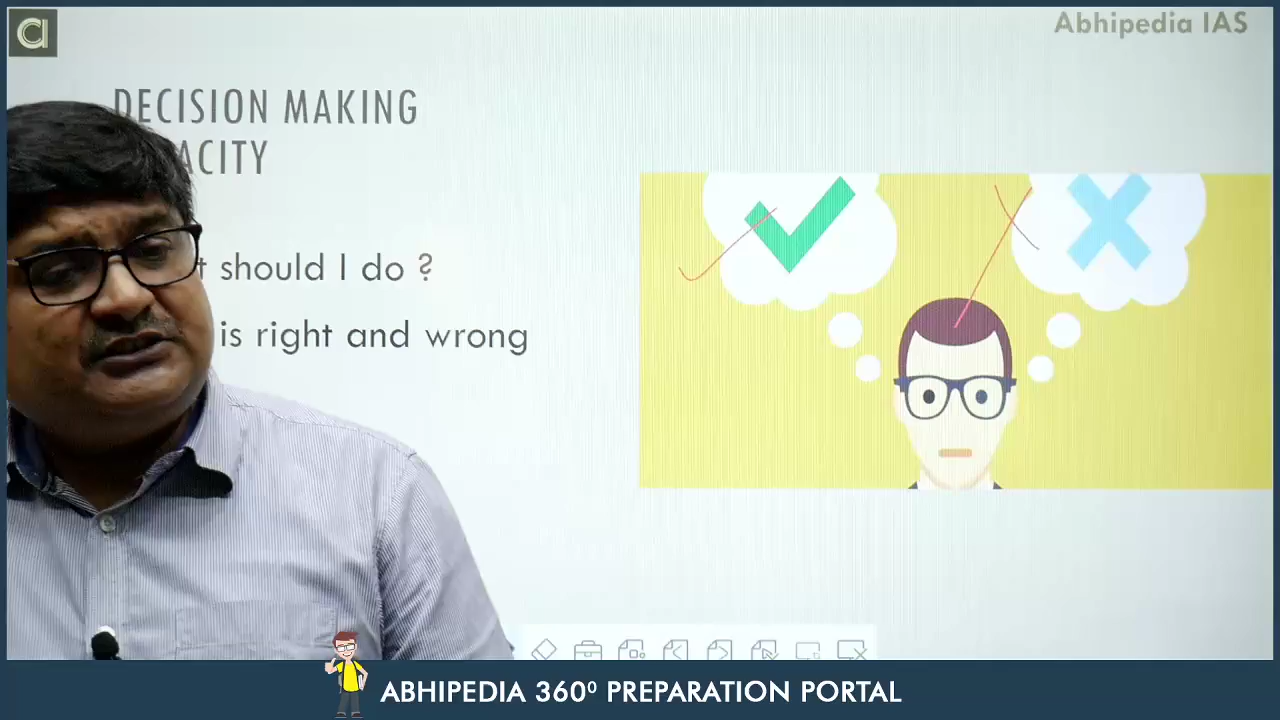 Abhipedia IAS
DECISION MAKING
ACITY
t should I do ?
is right and wrong
ABHIPEDIA 360⁰ PREPARATION PORTAL